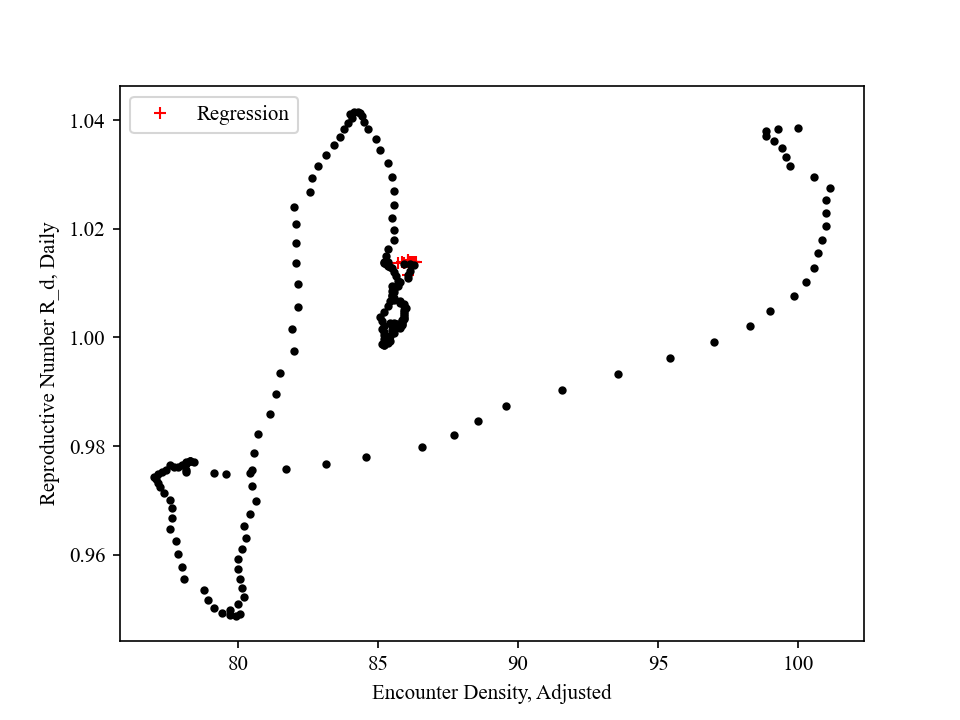 Regression
1.04
1.02
1.00
0.98
0.96
Reproductive Number R_d, Daily
80 85 90 95 100
Encounter Density, Adjusted